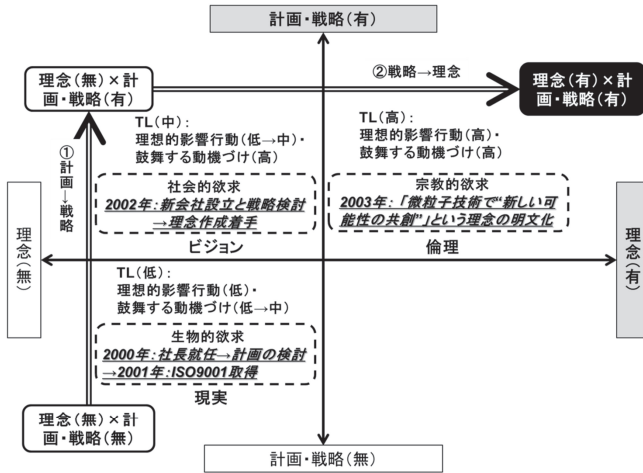 計画・戦略(有)
②戦略→理念
理念(無)×計
画・戦略(有)
理念(有)×計
画・戦略(有)
TL(中):
理想的影響行動(低→中)・
鼓舞する動機づけ(高)
TL(高):
理想的影響行動(高)・
鼓舞する動機づけ(高)
①計画→戦略
社会的欲求
2002年:新会社設立と戦略検討
→理念作成着手
宗教的欲求
2003年:「微粒子技術で“新しい可
能性の共創”」という理念の明文化
理念(無)
ビジョン
倫理
理念(有)
TL(低):
理想的影響行動(低)・
鼓舞する動機づけ(低→中)
生物的欲求
2000年:社長就任→計画の検討
→2001年:ISO9001取得
現実
理念(無)×計
画・戦略(無)
計画・戦略(無)